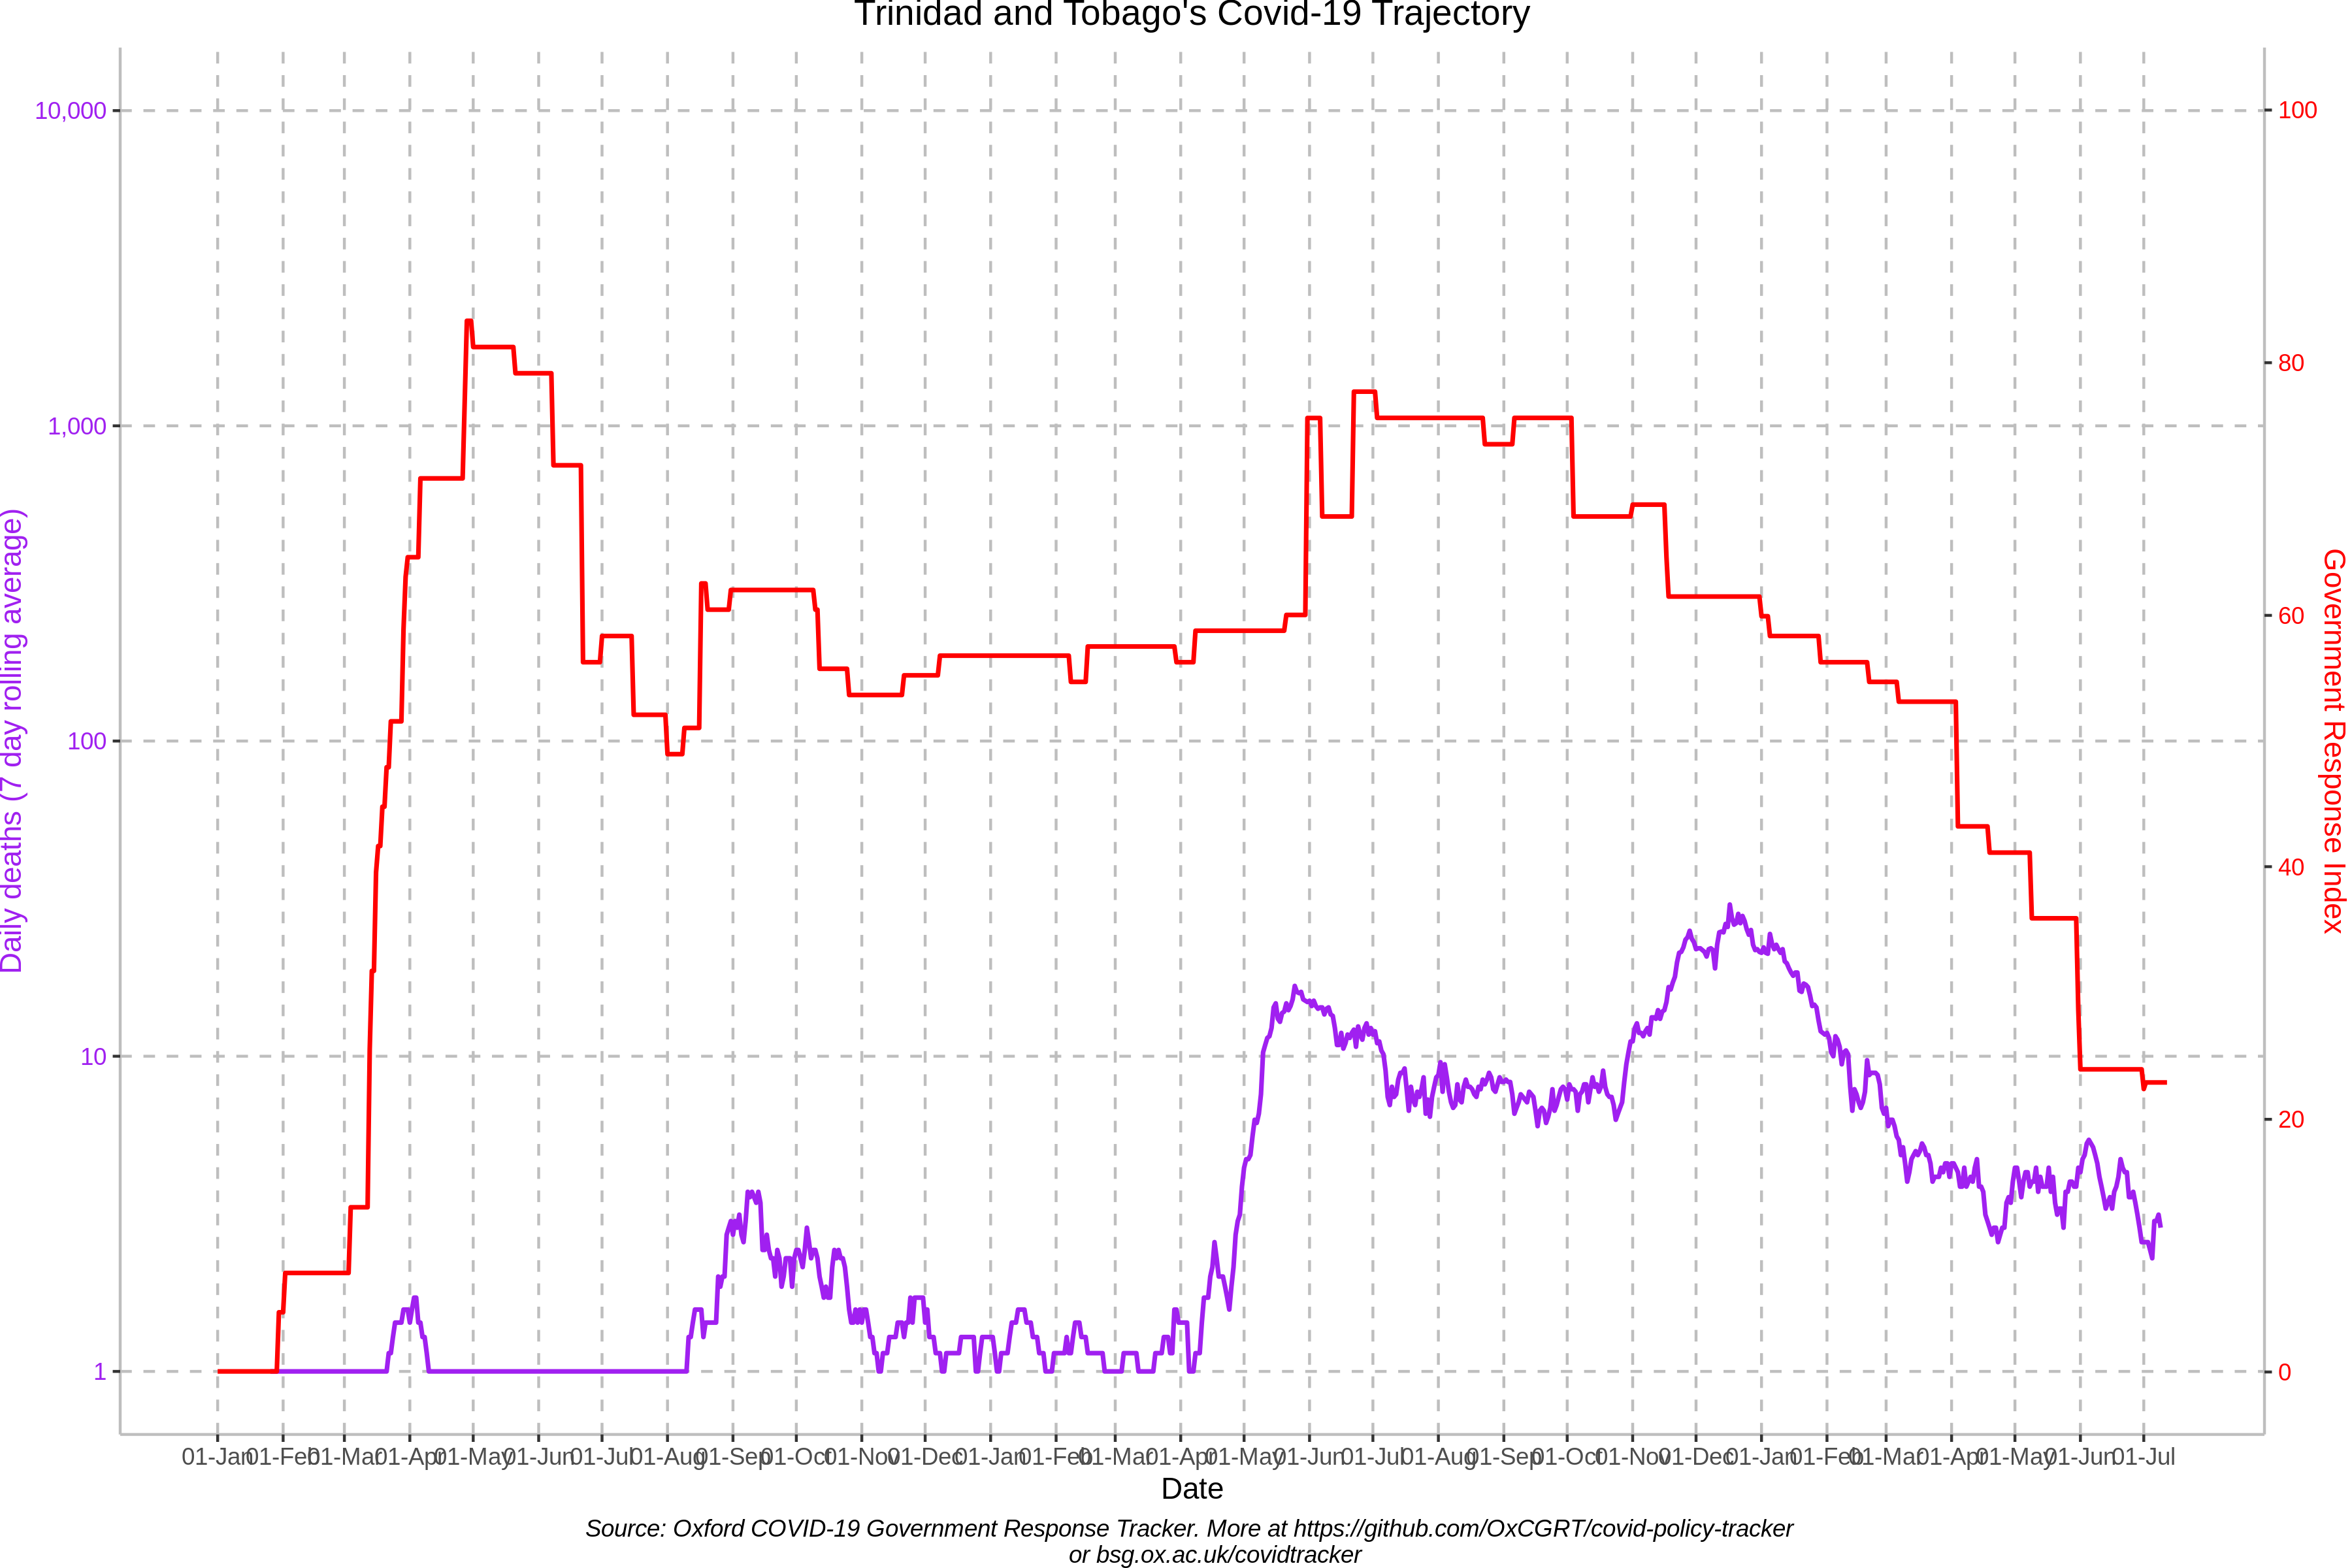 Trinidad and Tobago's Covid-19 Trajectory
10,000
1,000
100
10
1
Daily deaths (7 day rolling average)
100
80
60
40
20
0
Government Response Index
01-Jan 01-Feb 01-Mar 01-Apr 01-May 01-Jun 01-Jul 01-Aug 01-Sep 01-Oct 01-Nov 01-Dec 01-Jan 01-Feb 01-Mar 01-Apr 01-May 01-Jun 01-Jul 01-Aug 01-Sep 01-Oct 01-Nov 01-Dec 01-Jan 01-Feb 01-Mar 01-Apr 01-May 01-Jun 01-Jul
Date
Source: Oxford COVID-19 Government Response Tracker. More at https://github.com/OxCGRT/covid-policy-tracker
or bsg.ox.ac.uk/covidtracker